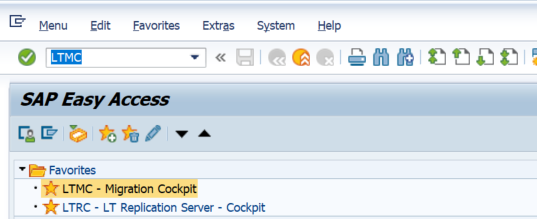 Menu Edit Favorites Extras System Help
LTMC
SAP Easy Access
Favorites
LTMC - Migration Cockpit
LTRC - LT Replication Server - Cockpit